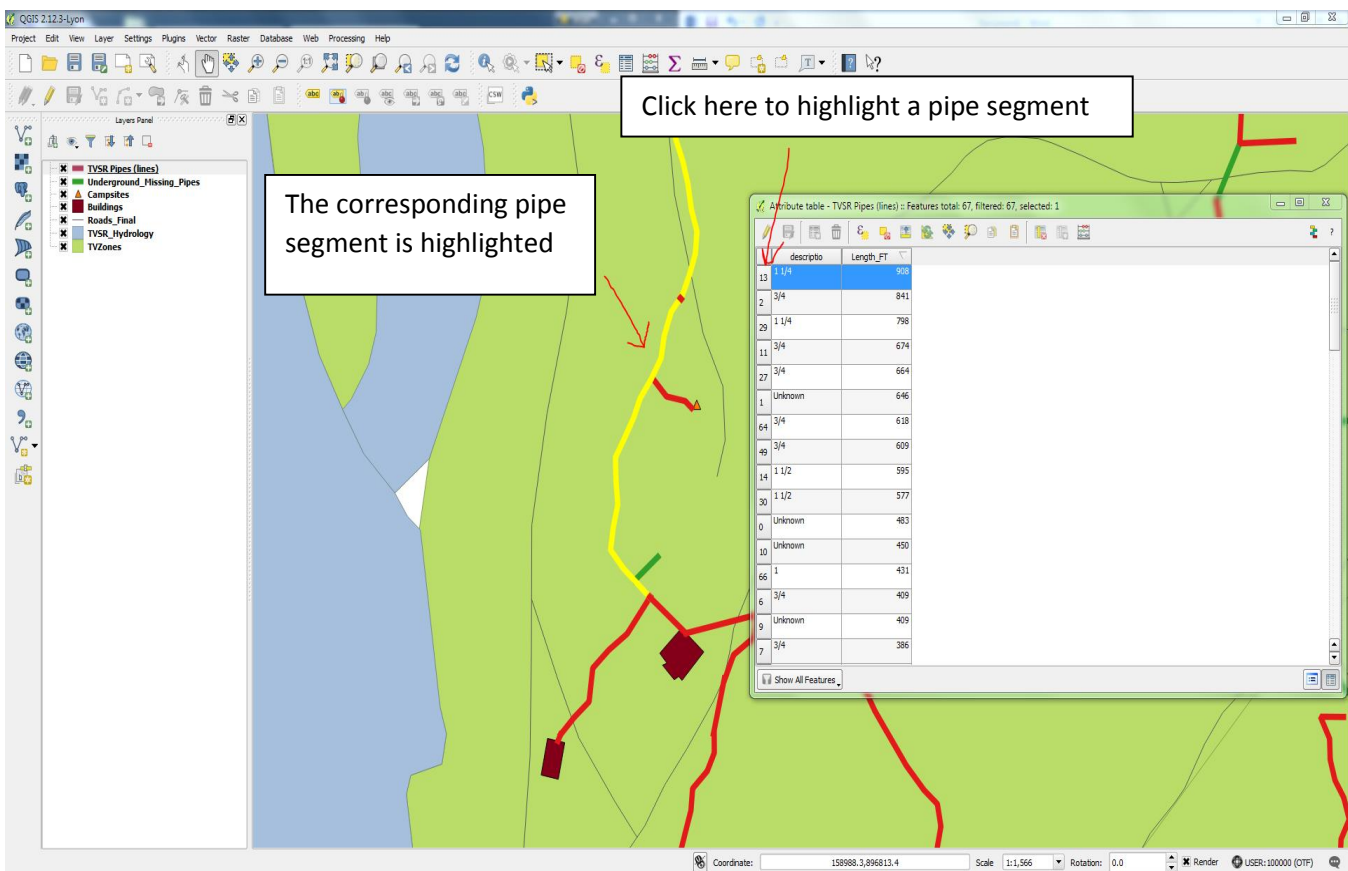 QGIS 2.12.3-Lyon
Project Edit View Layer Settings Plugins Vector Raster Database Web Processing Help
Click here to highlight a pipe segment
Layers Panel
TVSR Pipes (lines)
Underground_Missing_Pipes
Campsites
Buildings
Roads_Final
TVSR_Hydrology
TVZones
The corresponding pipe
segment is highlighted
Attribute table - TVSR Pipes (lines) :: Features total: 67, filtered: 67, selected: 1
descriptio Length_FT
13 1 1/4 908
2 3/4 841
29 1 1/4 798
11 3/4 674
27 3/4 664
1 Unknown 646
64 3/4 618
49 3/4 609
14 1 1/2 595
30 1 1/2 577
0 Unknown 483
10 Unknown 450
66 1 431
6 3/4 409
9 Unknown 409
7 3/4 386
Show All Features
Coordinate: 158988.3,896813.4 Scale 1:1,566 Rotation: 0.0 Render USER:100000 (OTF)